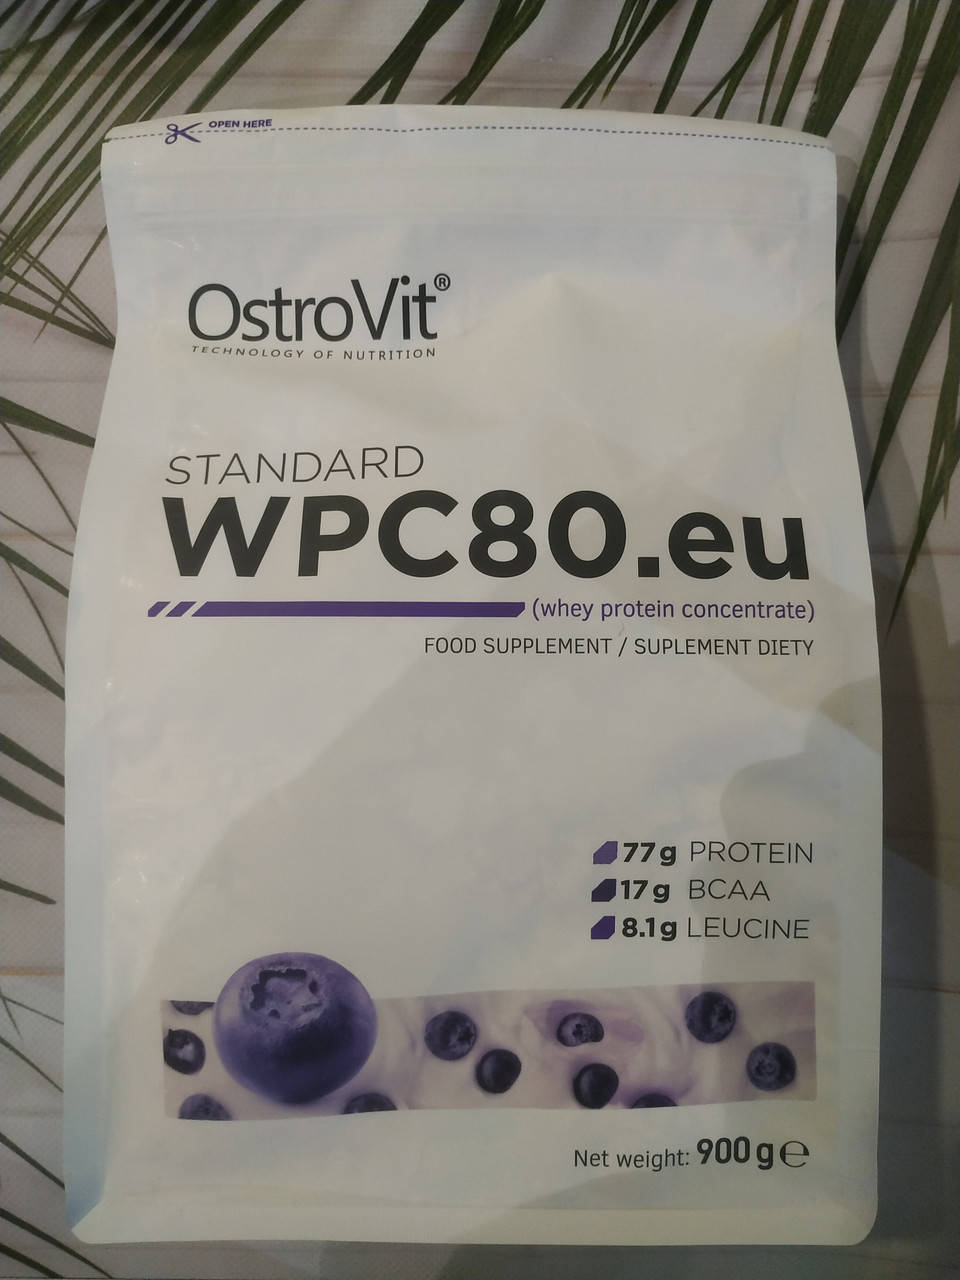 OPEN HERE
OstroVit®
TECHNOLOGY OF NUTRITION
STANDARD
WPC80.eu
(whey protein concentrate)
FOOD SUPPLEMENT / SUPLEMENT DIETY
77g PROTEIN
17g BCAA
8.1g LEUCINE
Net weight: 900 g ℮